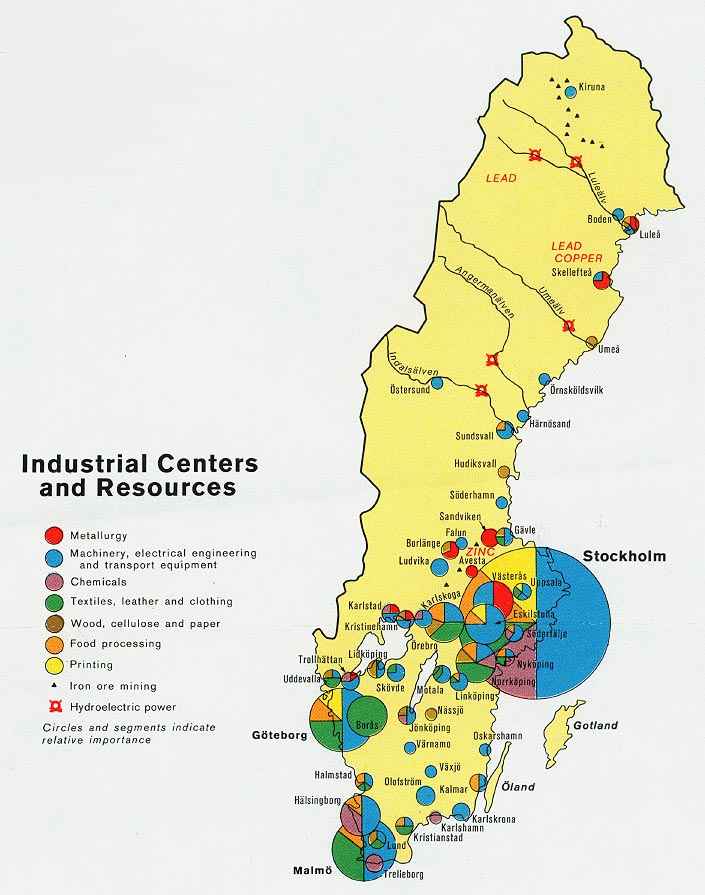 Kiruna
LEAD
Luleälv
Boden
Luleå
LEAD
COPPER
Skellefteå
Angermanälven
Umeälv
Umeå
Indalsälven
Östersund
Örnsköldsvik
Härnösand
Sundsvall
Hudiksvall
Söderhamn
Sandviken
Gävle
Falun
Borlänge
ZINC
Ludvika
Avesta
Stockholm
Västerås
Uppsala
Karlskoga
Karlstad
Eskilstuna
Kristinehamn
Södertälje
Örebro
Lidköping
Trollhättan
Nyköping
Uddevalla
Norrköping
Skövde
Motala
Linköping
Borås
Nässjö
Göteborg
Jönköping
Gotland
Oskarshamn
Värnamo
Växjö
Halmstad
Olofström
Kalmar
Öland
Hälsingborg
Karlskrona
Karlshamn
Kristianstad
Lund
Malmö
Trelleborg
Industrial Centers
and Resources
Metallurgy
Machinery, electrical engineering
and transport equipment
Chemicals
Textiles, leather and clothing
Wood, cellulose and paper
Food processing
Printing
Iron ore mining
Hydroelectric power
Circles and segments indicate
relative importance